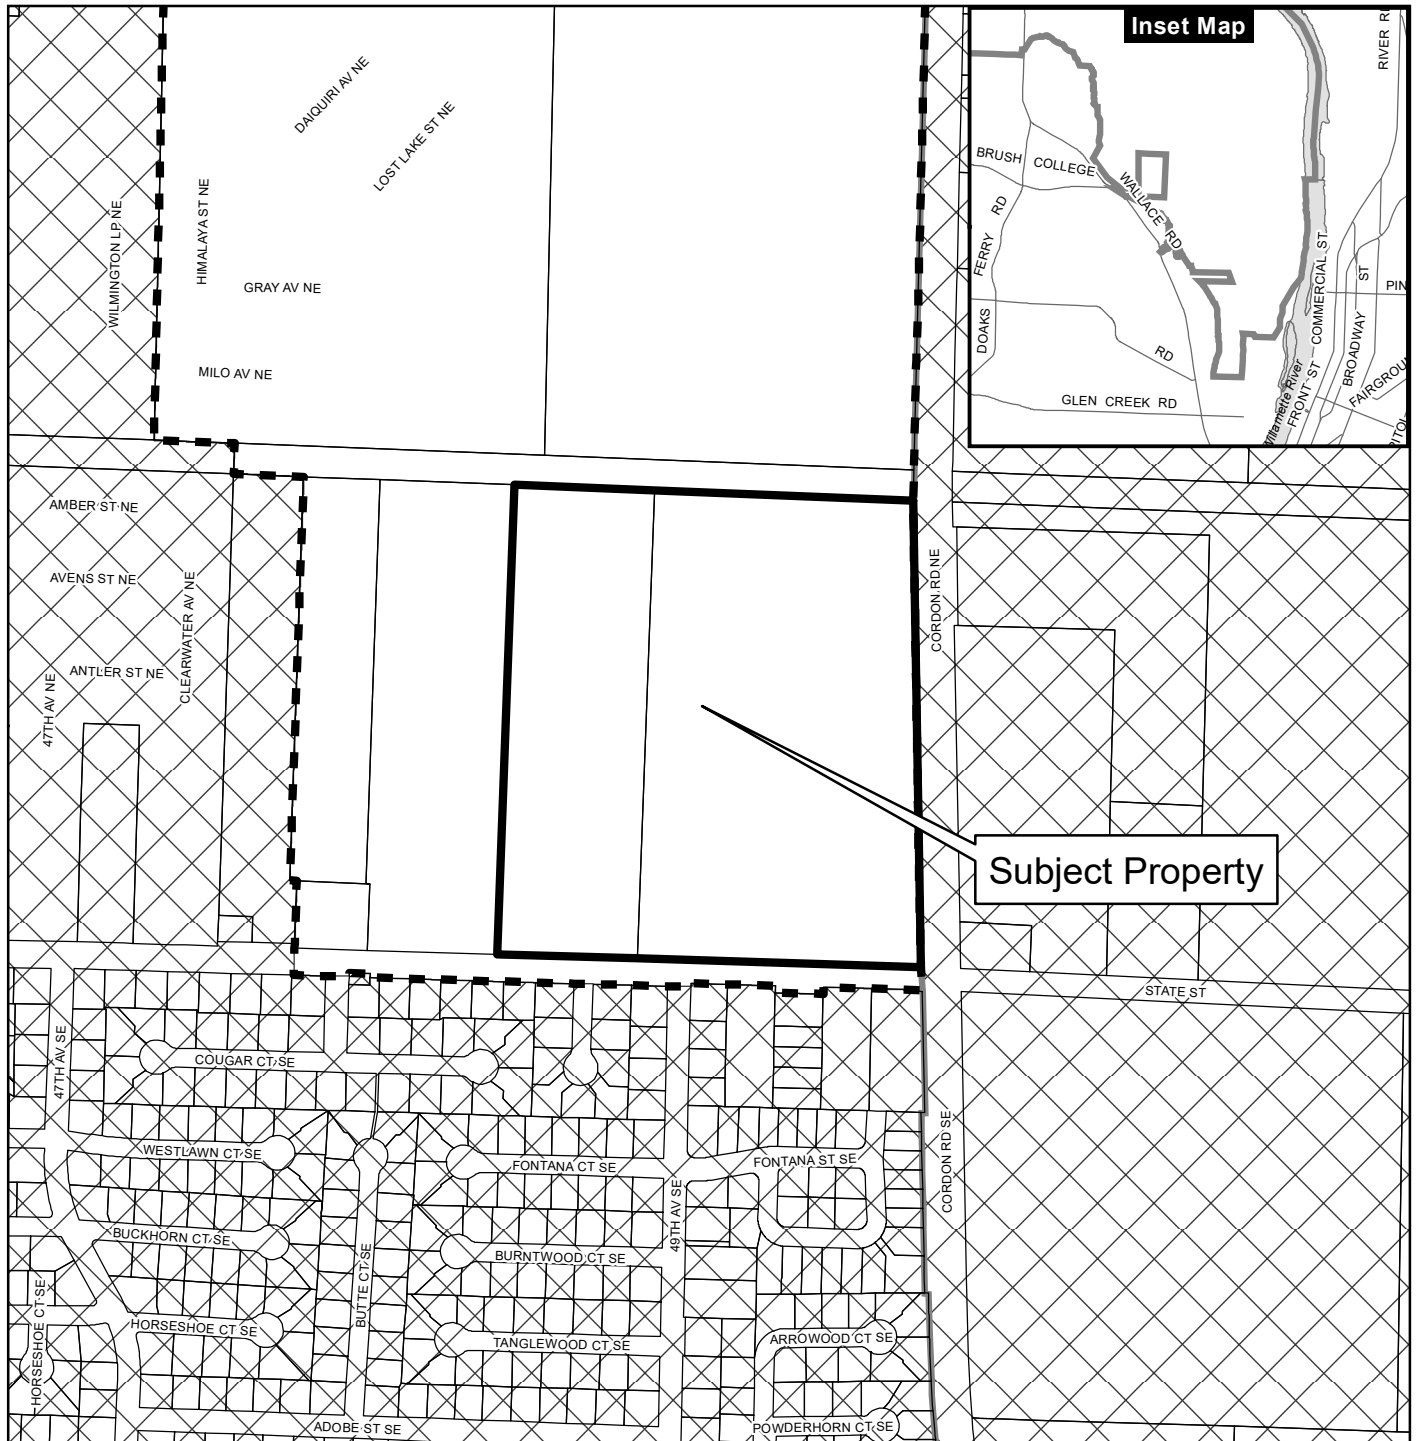 Inset Map
RIVER R
BRUSH COLLEGE
WALLACE RD
DOAKS FERRY RD
RD
GLEN CREEK RD
Willamette River
FRONT ST
COMMERCIAL ST
BROADWAY ST
PIN
FAIRGROU
ITOL
DAIQUIRI AV NE
LOST LAKE ST NE
WILMINGTON LP NE
HIMALAYA ST NE
GRAY AV NE
MILO AV NE
AMBER ST NE
AVENS ST NE
CLEARWATER AV NE
ANTLER ST NE
47TH AV NE
CORDON RD NE
Subject Property
STATE ST
47TH AV SE
COUGAR CT SE
WESTLAWN CT SE
FONTANA CT SE
FONTANA ST SE
CORDON RD SE
49TH AV SE
BUCKHORN CT SE
BURNTWOOD CT SE
BUTTE CT SE
HORSESHOE CT SE
HORSESHOE CT SE
TANGLEWOOD CT SE
ARROWOOD CT SE
ADOBE ST SE
POWDERHORN CT SE